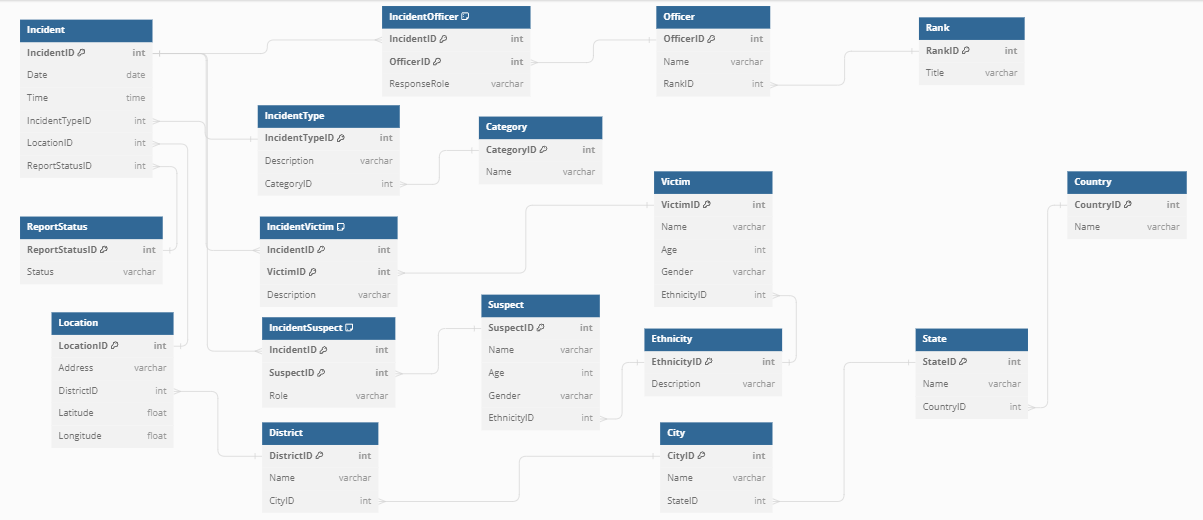 Incident
IncidentID int
Date date
Time time
IncidentTypeID int
LocationID int
ReportStatusID int
IncidentOfficer
IncidentID int
OfficerID int
ResponseRole varchar
Officer
OfficerID int
Name varchar
RankID int
Rank
RankID int
Title varchar
IncidentType
IncidentTypeID int
Description varchar
CategoryID int
Category
CategoryID int
Name varchar
Victim
VictimID int
Name varchar
Age int
Gender varchar
EthnicityID int
Country
CountryID int
Name varchar
ReportStatus
ReportStatusID int
Status varchar
IncidentVictim
IncidentID int
VictimID int
Description varchar
Location
LocationID int
Address varchar
DistrictID int
Latitude float
Longitude float
IncidentSuspect
IncidentID int
SuspectID int
Role varchar
Suspect
SuspectID int
Name varchar
Age int
Gender varchar
EthnicityID int
Ethnicity
EthnicityID int
Description varchar
State
StateID int
Name varchar
CountryID int
District
DistrictID int
Name varchar
CityID int
City
CityID int
Name varchar
StateID int